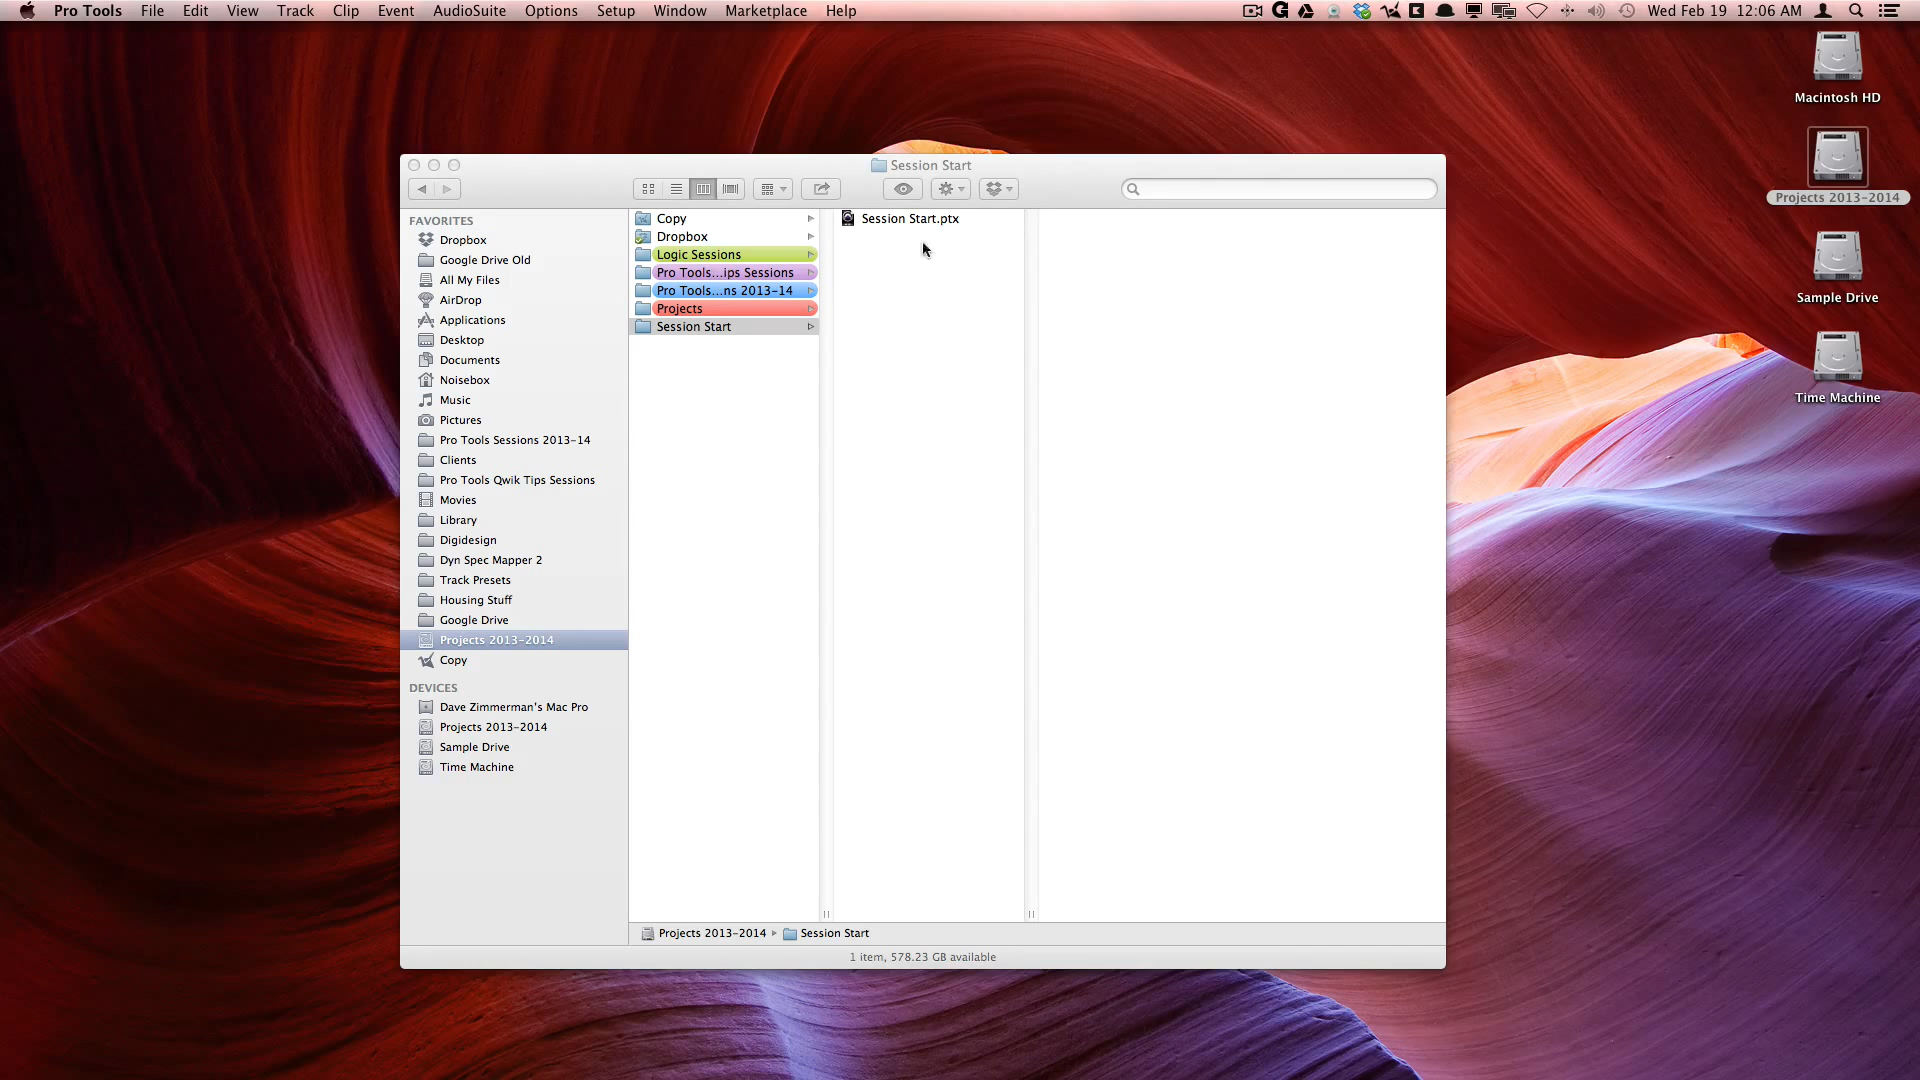 Pro Tools File Edit View Track Clip Event AudioSuite Options Setup Window Marketplace Help Wed Feb 19 12:06 AM
Macintosh HD
Projects 2013-2014
Sample Drive
Time Machine
Session Start
FAVORITES
Dropbox
Google Drive Old
All My Files
AirDrop
Applications
Desktop
Documents
Noisebox
Music
Pictures
Pro Tools Sessions 2013-14
Clients
Pro Tools Qwik Tips Sessions
Movies
Library
Digidesign
Dyn Spec Mapper 2
Track Presets
Housing Stuff
Google Drive
Projects 2013-2014
Copy
DEVICES
Dave Zimmerman's Mac Pro
Projects 2013-2014
Sample Drive
Time Machine
Copy
Dropbox
Logic Sessions
Pro Tools...ips Sessions
Pro Tools...ns 2013-14
Projects
Session Start
Session Start.ptx
Projects 2013-2014 Session Start
1 item, 578.23 GB available